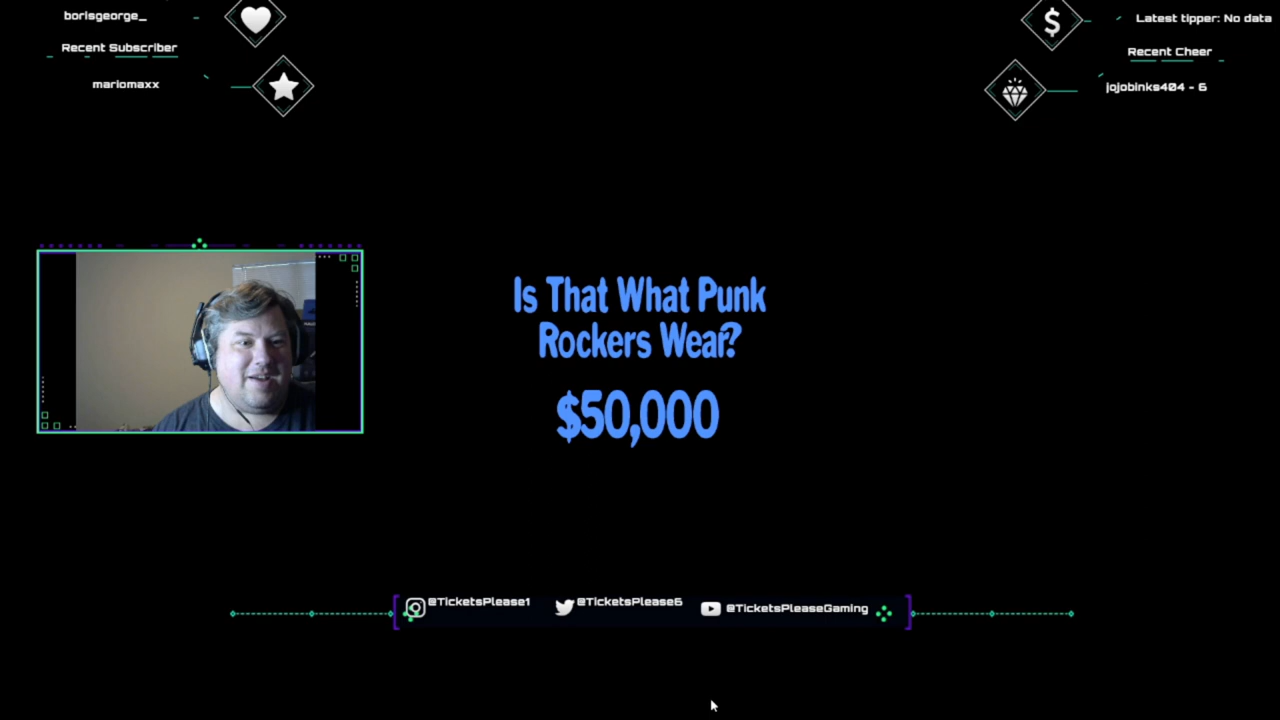 borisgeorge_
Recent Subscriber
mariomaxx
Latest tipper: No data
Recent Cheer
jojobinks404 - 6
Is That What Punk
Rockers Wear?
$50,000
@TicketsPlease1
@TicketsPlease6
@TicketsPleaseGaming